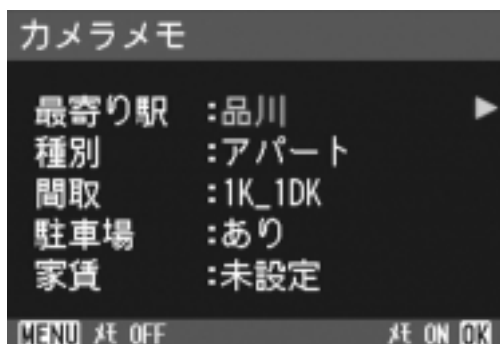 カメラメモ
最寄り駅 :品川 ▶
種別 :アパート
間取 :1K_1DK
駐車場 :あり
家賃 :未設定
MENU メモ OFF メモ ON OK